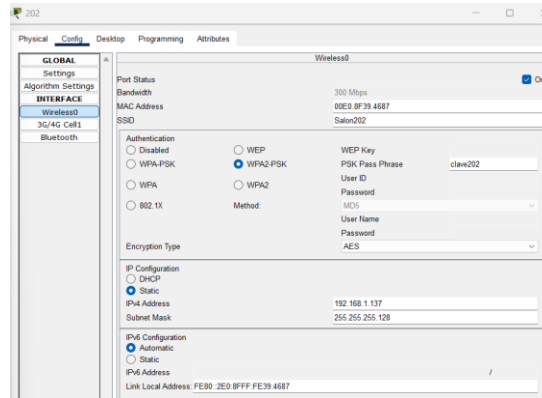 202
Physical Config Desktop Programming Attributes
GLOBAL
Settings
Algorithm Settings
INTERFACE
Wireless0
3G/4G Cell1
Bluetooth
Wireless0
Port Status
Bandwidth 300 Mbps
MAC Address 00E0.8F39.4687
SSID Salon202
Authentication
Disabled WEP WEP Key
WPA-PSK WPA2-PSK PSK Pass Phrase clave202
User ID
WPA WPA2 Password
802.1X Method: MD5
User Name
Password
Encryption Type AES
IP Configuration
DHCP
Static
IPv4 Address 192.168.1.137
Subnet Mask 255.255.255.128
IPv6 Configuration
Automatic
Static
IPv6 Address /
Link Local Address: FE80::2E0:8FFF:FE39:4687